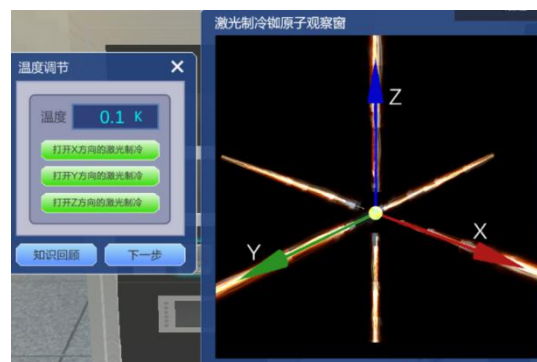 激光制冷铷原子观察窗
温度调节 ×
温度 0.1 K
打开X方向的激光制冷
打开Y方向的激光制冷
打开Z方向的激光制冷
知识回顾 下一步
Z
X
Y